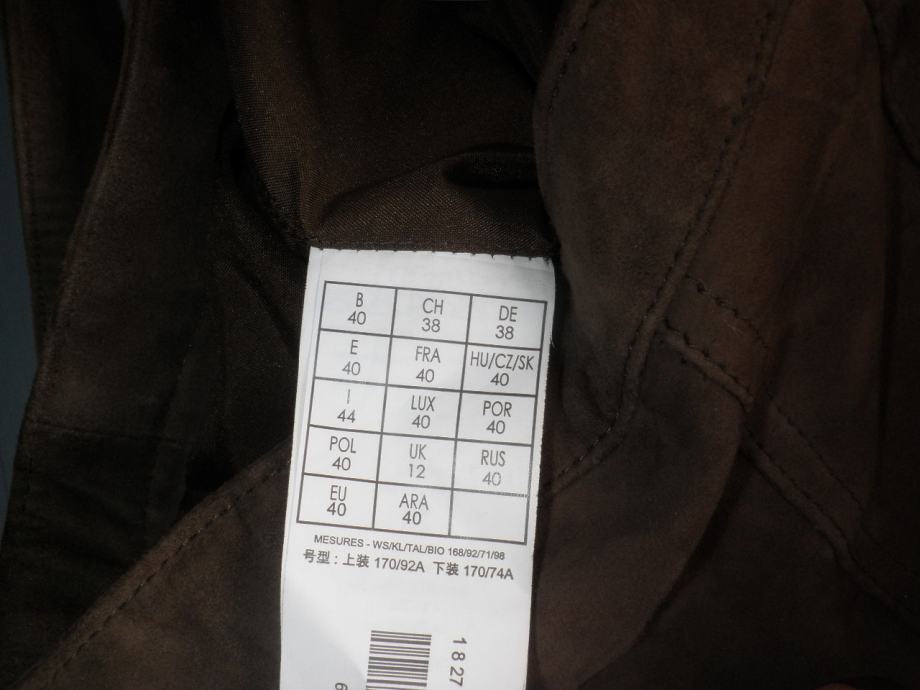 B CH DE
40 38 38
E FRA HU/CZ/SK
40 40 40
I LUX POR
44 40 40
POL UK RUS
40 12 40
EU ARA
40 40
MESURES - WS/KL/TAL/BIO 168/92/71/98
号型：上装 170/92A 下装 170/74A
1827
6